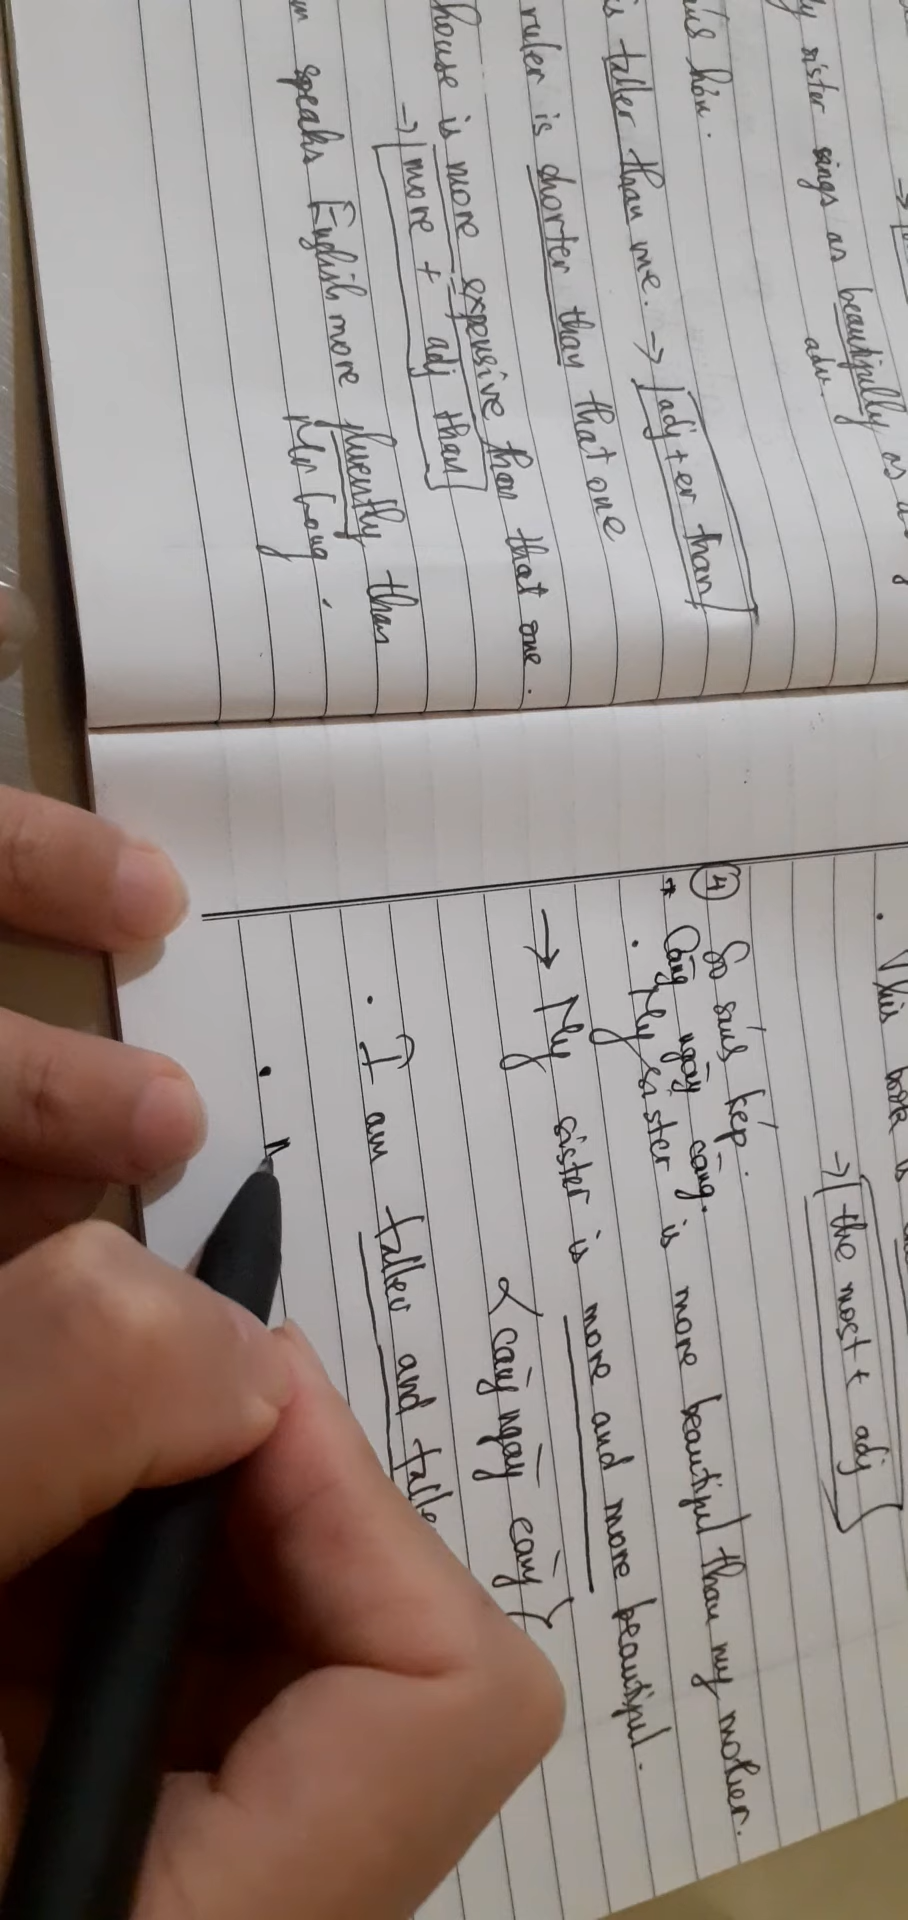 sister sings as beautifully as
adv.
hơn.
is taller than me. → adj + er than
ruler is shorter than that one
house is more expensive than that one.
→ more + adj than
speaks English more fluently than
Mr Long.
. This book is
→ the most + adj
④ So sánh kép.
* Càng ngày càng.
. My sister is more beautiful than my mother.
→ My sister is more and more beautiful.
< càng ngày càng >
. I am taller and talle
.